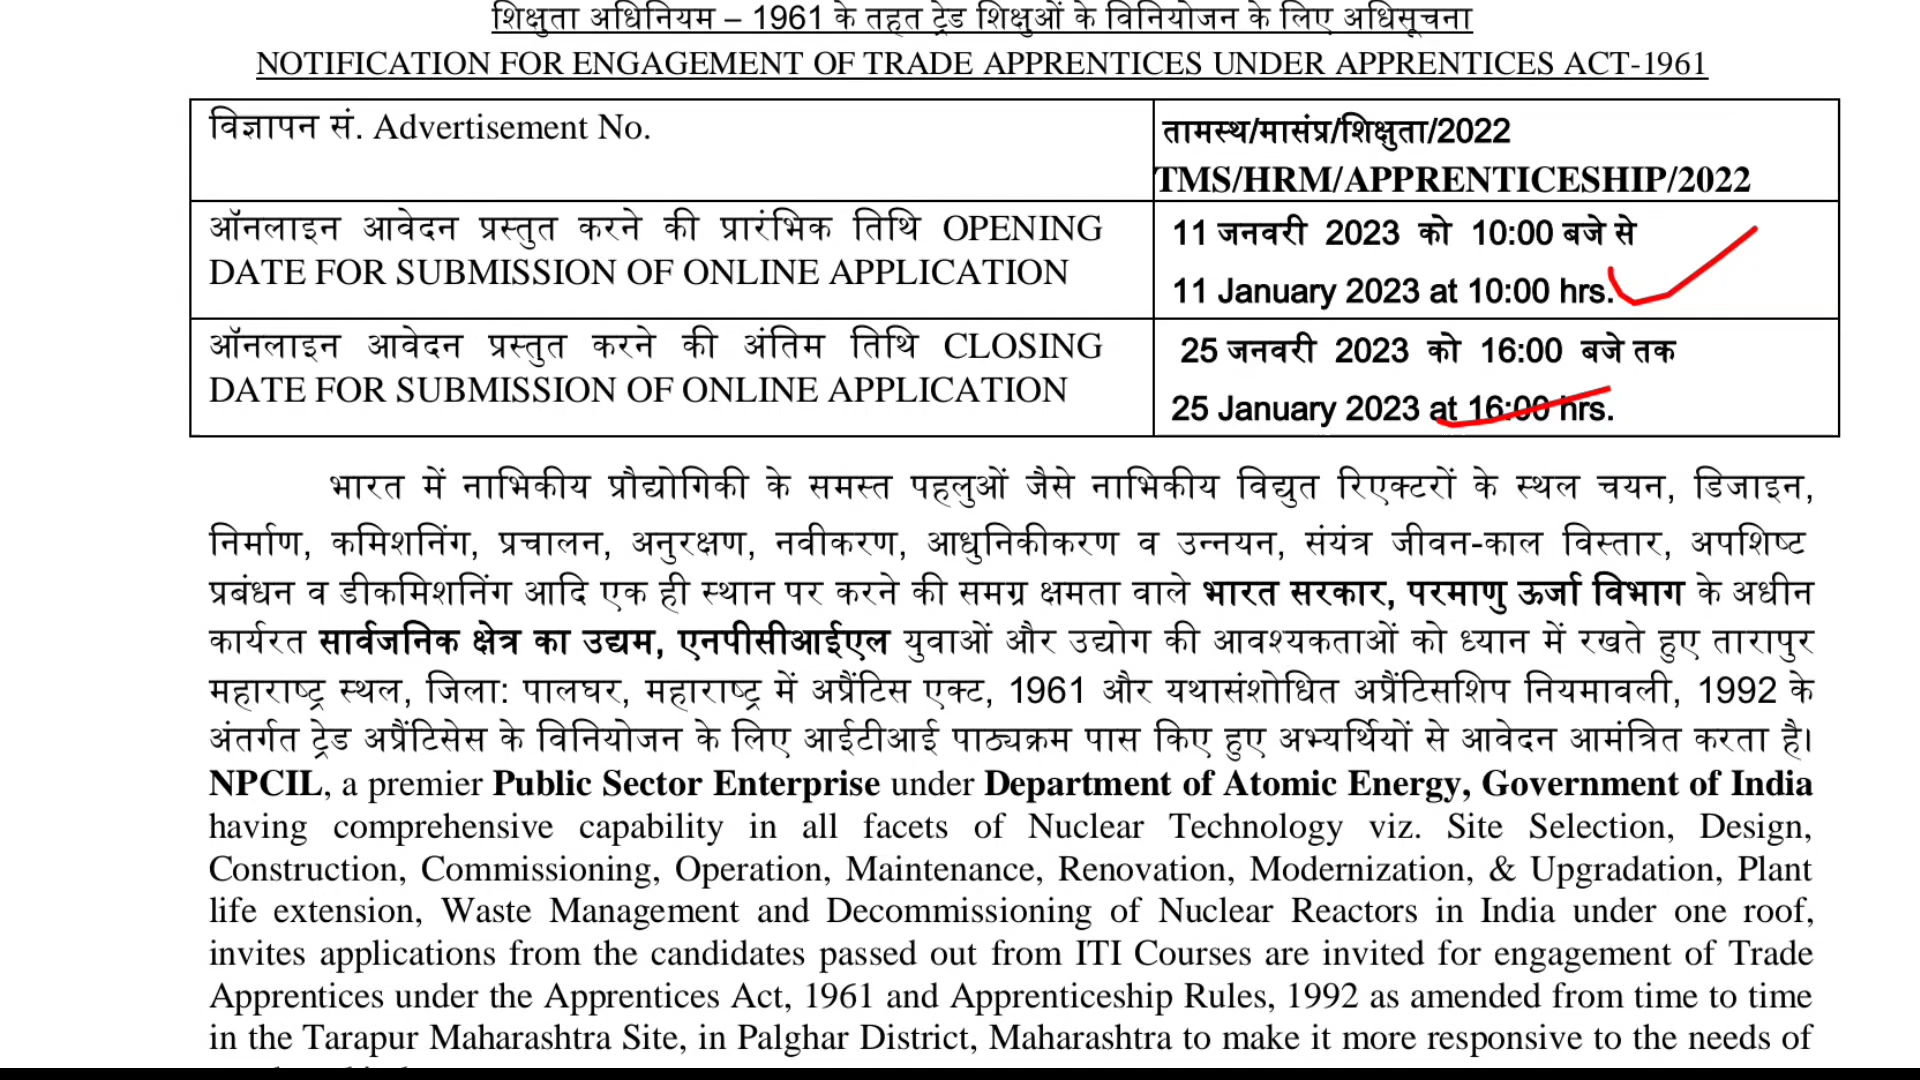 शिक्षुता अधिनियम – 1961 के तहत ट्रेड शिक्षुओं के विनियोजन के लिए अधिसूचना
NOTIFICATION FOR ENGAGEMENT OF TRADE APPRENTICES UNDER APPRENTICES ACT-1961
विज्ञापन सं. Advertisement No.
तामस्थ/मासंप्र/शिक्षुता/2022
TMS/HRM/APPRENTICESHIP/2022
ऑनलाइन आवेदन प्रस्तुत करने की प्रारंभिक तिथि OPENING
DATE FOR SUBMISSION OF ONLINE APPLICATION
11 जनवरी 2023 को 10:00 बजे से
11 January 2023 at 10:00 hrs.
ऑनलाइन आवेदन प्रस्तुत करने की अंतिम तिथि CLOSING
DATE FOR SUBMISSION OF ONLINE APPLICATION
25 जनवरी 2023 को 16:00 बजे तक
25 January 2023 at 16:00 hrs.
भारत में नाभिकीय प्रौद्योगिकी के समस्त पहलुओं जैसे नाभिकीय विद्युत रिएक्टरों के स्थल चयन, डिजाइन,
निर्माण, कमिशनिंग, प्रचालन, अनुरक्षण, नवीकरण, आधुनिकीकरण व उन्नयन, संयंत्र जीवन-काल विस्तार, अपशिष्ट
प्रबंधन व डीकमिशनिंग आदि एक ही स्थान पर करने की समग्र क्षमता वाले भारत सरकार, परमाणु ऊर्जा विभाग के अधीन
कार्यरत सार्वजनिक क्षेत्र का उद्यम, एनपीसीआईएल युवाओं और उद्योग की आवश्यकताओं को ध्यान में रखते हुए तारापुर
महाराष्ट्र स्थल, जिला: पालघर, महाराष्ट्र में अप्रैंटिस एक्ट, 1961 और यथासंशोधित अप्रैंटिसशिप नियमावली, 1992 के
अंतर्गत ट्रेड अप्रैंटिसेस के विनियोजन के लिए आईटीआई पाठ्यक्रम पास किए हुए अभ्यर्थियों से आवेदन आमंत्रित करता है।
NPCIL, a premier Public Sector Enterprise under Department of Atomic Energy, Government of India
having comprehensive capability in all facets of Nuclear Technology viz. Site Selection, Design,
Construction, Commissioning, Operation, Maintenance, Renovation, Modernization, & Upgradation, Plant
life extension, Waste Management and Decommissioning of Nuclear Reactors in India under one roof,
invites applications from the candidates passed out from ITI Courses are invited for engagement of Trade
Apprentices under the Apprentices Act, 1961 and Apprenticeship Rules, 1992 as amended from time to time
in the Tarapur Maharashtra Site, in Palghar District, Maharashtra to make it more responsive to the needs of